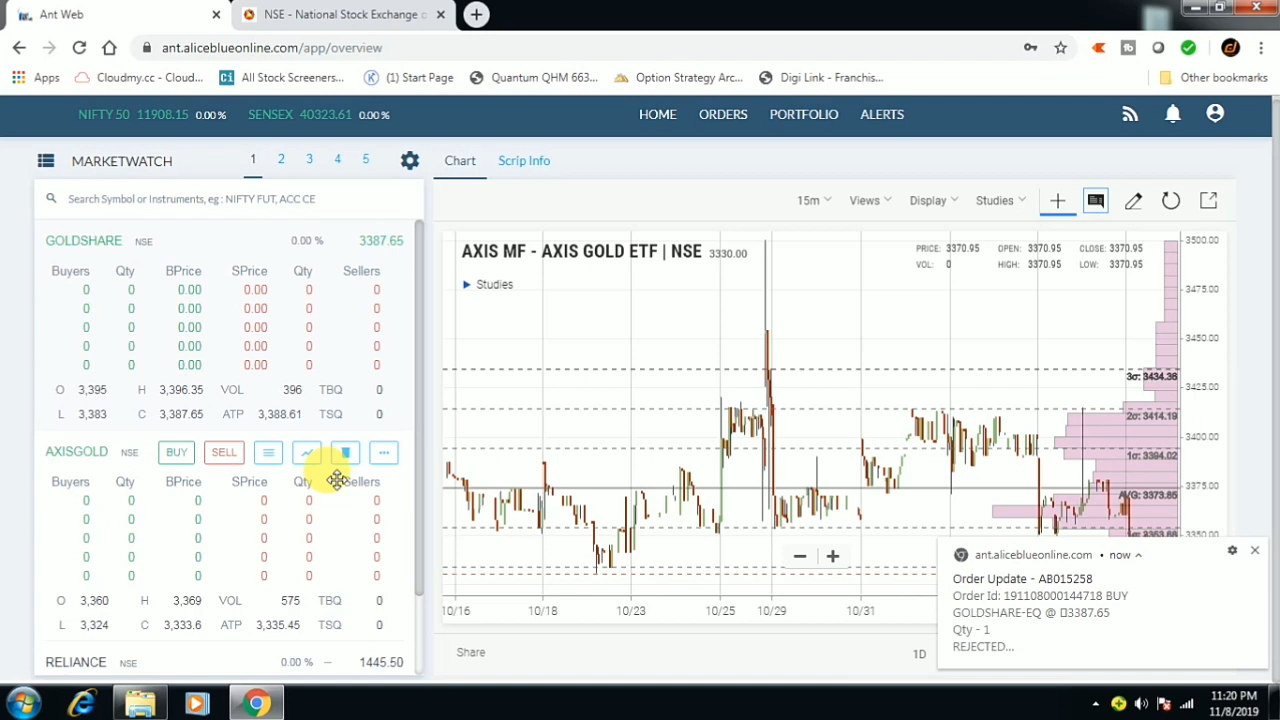 Ant Web
NSE - National Stock Exchange o
ant.aliceblueonline.com/app/overview
Apps
Cloudmy.cc - Cloud...
All Stock Screeners...
(1) Start Page
Quantum QHM 663...
Option Strategy Arc...
Digi Link - Franchis...
Other bookmarks
NIFTY 50 11908.15 0.00 %
SENSEX 40323.61 0.00 %
HOME
ORDERS
PORTFOLIO
ALERTS
MARKETWATCH
1 2 3 4 5
Search Symbol or Instruments, eg : NIFTY FUT, ACC CE
GOLDSHARE NSE 0.00 % 3387.65
Buyers Qty BPrice SPrice Qty Sellers
0 0 0.00 0.00 0 0
0 0 0.00 0.00 0 0
0 0 0.00 0.00 0 0
0 0 0.00 0.00 0 0
0 0 0.00 0.00 0 0
O 3,395 H 3,396.35 VOL 396 TBQ 0
L 3,383 C 3,387.65 ATP 3,388.61 TSQ 0
AXISGOLD NSE BUY SELL
Buyers Qty BPrice SPrice Qty Sellers
0 0 0 0 0 0
0 0 0 0 0 0
0 0 0 0 0 0
0 0 0 0 0 0
0 0 0 0 0 0
O 3,360 H 3,369 VOL 575 TBQ 0
L 3,324 C 3,333.6 ATP 3,335.45 TSQ 0
RELIANCE NSE 0.00 % 1445.50
Chart
Scrip Info
15m Views Display Studies
AXIS MF - AXIS GOLD ETF | NSE 3330.00
PRICE: 3370.95 OPEN: 3370.95 CLOSE: 3370.95
VOL: 0 HIGH: 3370.95 LOW: 3370.95
Studies
3500.00
3475.00
3450.00
3425.00
3400.00
3375.00
3350.00
3σ: 3434.36
2σ: 3414.19
1σ: 3394.02
AVG: 3373.85
10/16 10/18 10/23 10/25 10/29 10/31
Share
1D
ant.aliceblueonline.com • now
Order Update - AB015258
Order Id: 191108000144718 BUY
GOLDSHARE-EQ @ 3387.65
Qty - 1
REJECTED...
11:20 PM
11/8/2019